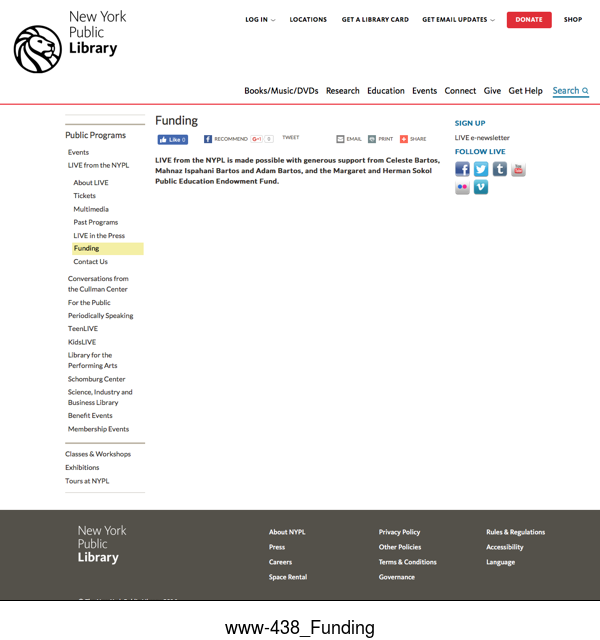 New York
Public
Library
LOG IN
LOCATIONS
GET A LIBRARY CARD
GET EMAIL UPDATES
DONATE
SHOP
Books/Music/DVDs
Research
Education
Events
Connect
Give
Get Help
Search
Public Programs
Events
LIVE from the NYPL
About LIVE
Tickets
Multimedia
Past Programs
LIVE in the Press
Funding
Contact Us
Conversations from
the Cullman Center
For the Public
Periodically Speaking
TeenLIVE
KidsLIVE
Library for the
Performing Arts
Schomburg Center
Science, Industry and
Business Library
Benefit Events
Membership Events
Classes & Workshops
Exhibitions
Tours at NYPL
Funding
Like 0
RECOMMEND
G+1 0
TWEET
EMAIL
PRINT
SHARE
LIVE from the NYPL is made possible with generous support from Celeste Bartos,
Mahnaz Ispahani Bartos and Adam Bartos, and the Margaret and Herman Sokol
Public Education Endowment Fund.
SIGN UP
LIVE e-newsletter
FOLLOW LIVE
New York
Public
Library
About NYPL
Press
Careers
Space Rental
Privacy Policy
Other Policies
Terms & Conditions
Governance
Rules & Regulations
Accessibility
Language
www-438_Funding